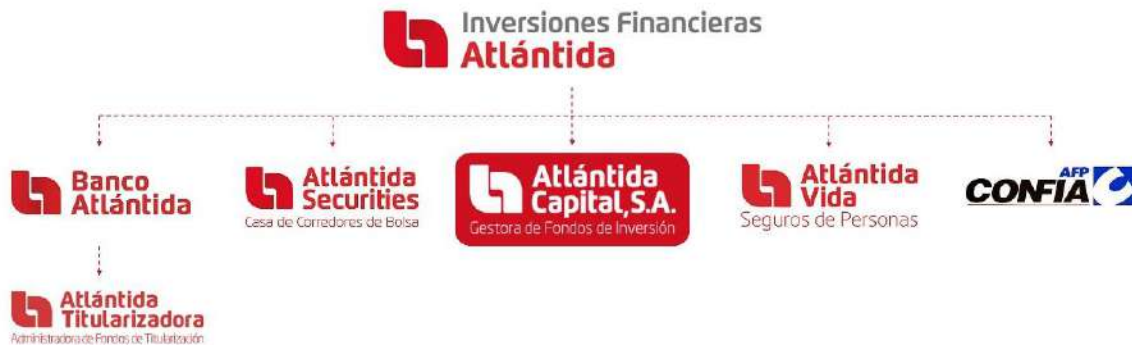 Inversiones Financieras
Atlántida
Banco
Atlántida
Atlántida
Securities
Casa de Corredores de Bolsa
Atlántida
Capital, S.A.
Gestora de Fondos de Inversión
Atlántida
Vida
Seguros de Personas
AFP
CONFIA
Atlántida
Titularizadora
Administradora de Fondos de Titularización